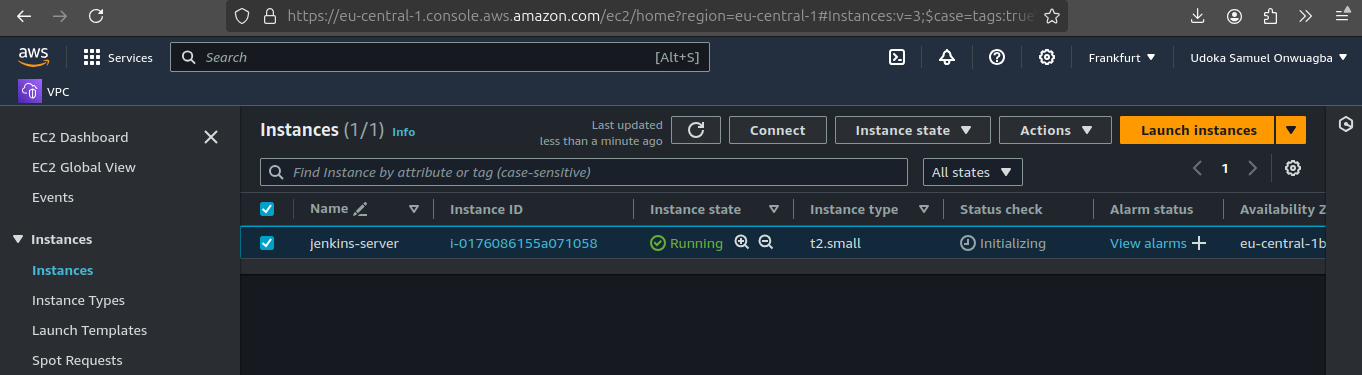 https://eu-central-1.console.aws.amazon.com/ec2/home?region=eu-central-1#Instances:v=3;$case=tags:true
aws Services Search [Alt+S] Frankfurt Udoka Samuel Onwuagba
VPC
EC2 Dashboard
EC2 Global View
Events
Instances
Instances
Instance Types
Launch Templates
Spot Requests
Instances (1/1) Info
Last updated
less than a minute ago
Connect Instance state Actions Launch instances
Find Instance by attribute or tag (case-sensitive) All states 1
Name Instance ID Instance state Instance type Status check Alarm status Availability Z
jenkins-server i-0176086155a071058 Running t2.small Initializing View alarms + eu-central-1b